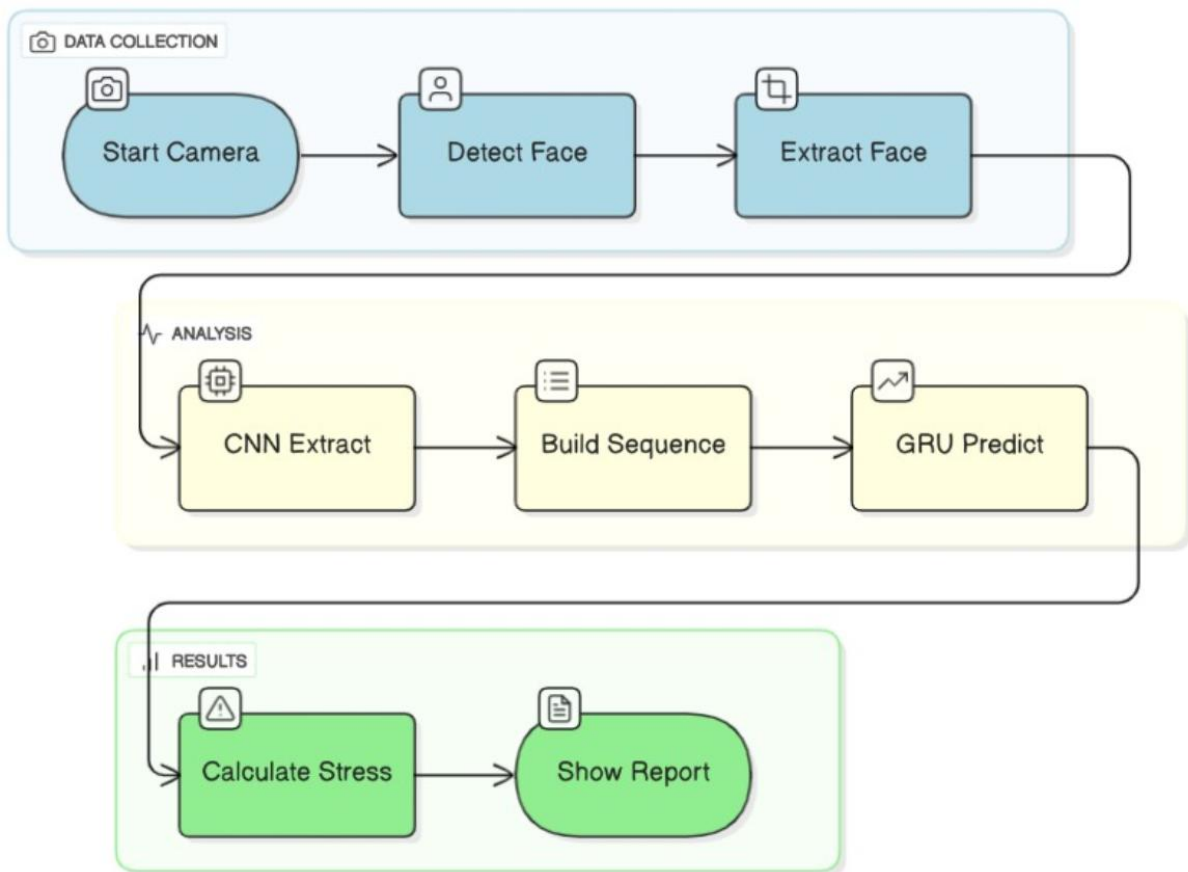 DATA COLLECTION
Start Camera
Detect Face
Extract Face
ANALYSIS
CNN Extract
Build Sequence
GRU Predict
RESULTS
Calculate Stress
Show Report